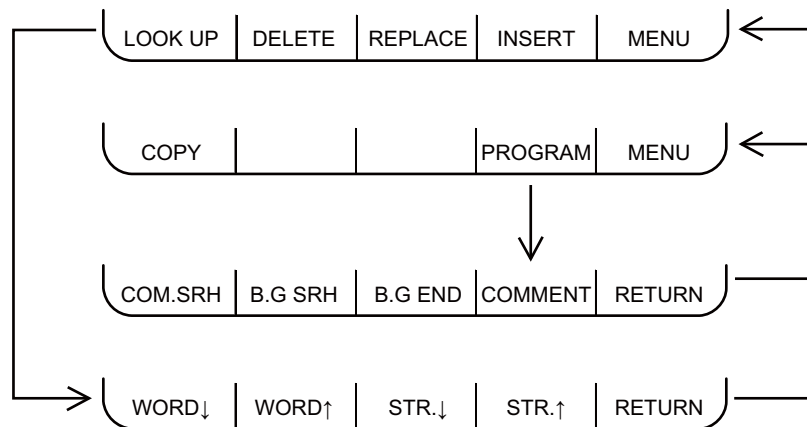 LOOK UP DELETE REPLACE INSERT MENU
COPY PROGRAM MENU
COM.SRH B.G SRH B.G END COMMENT RETURN
WORD↓ WORD↑ STR.↓ STR.↑ RETURN